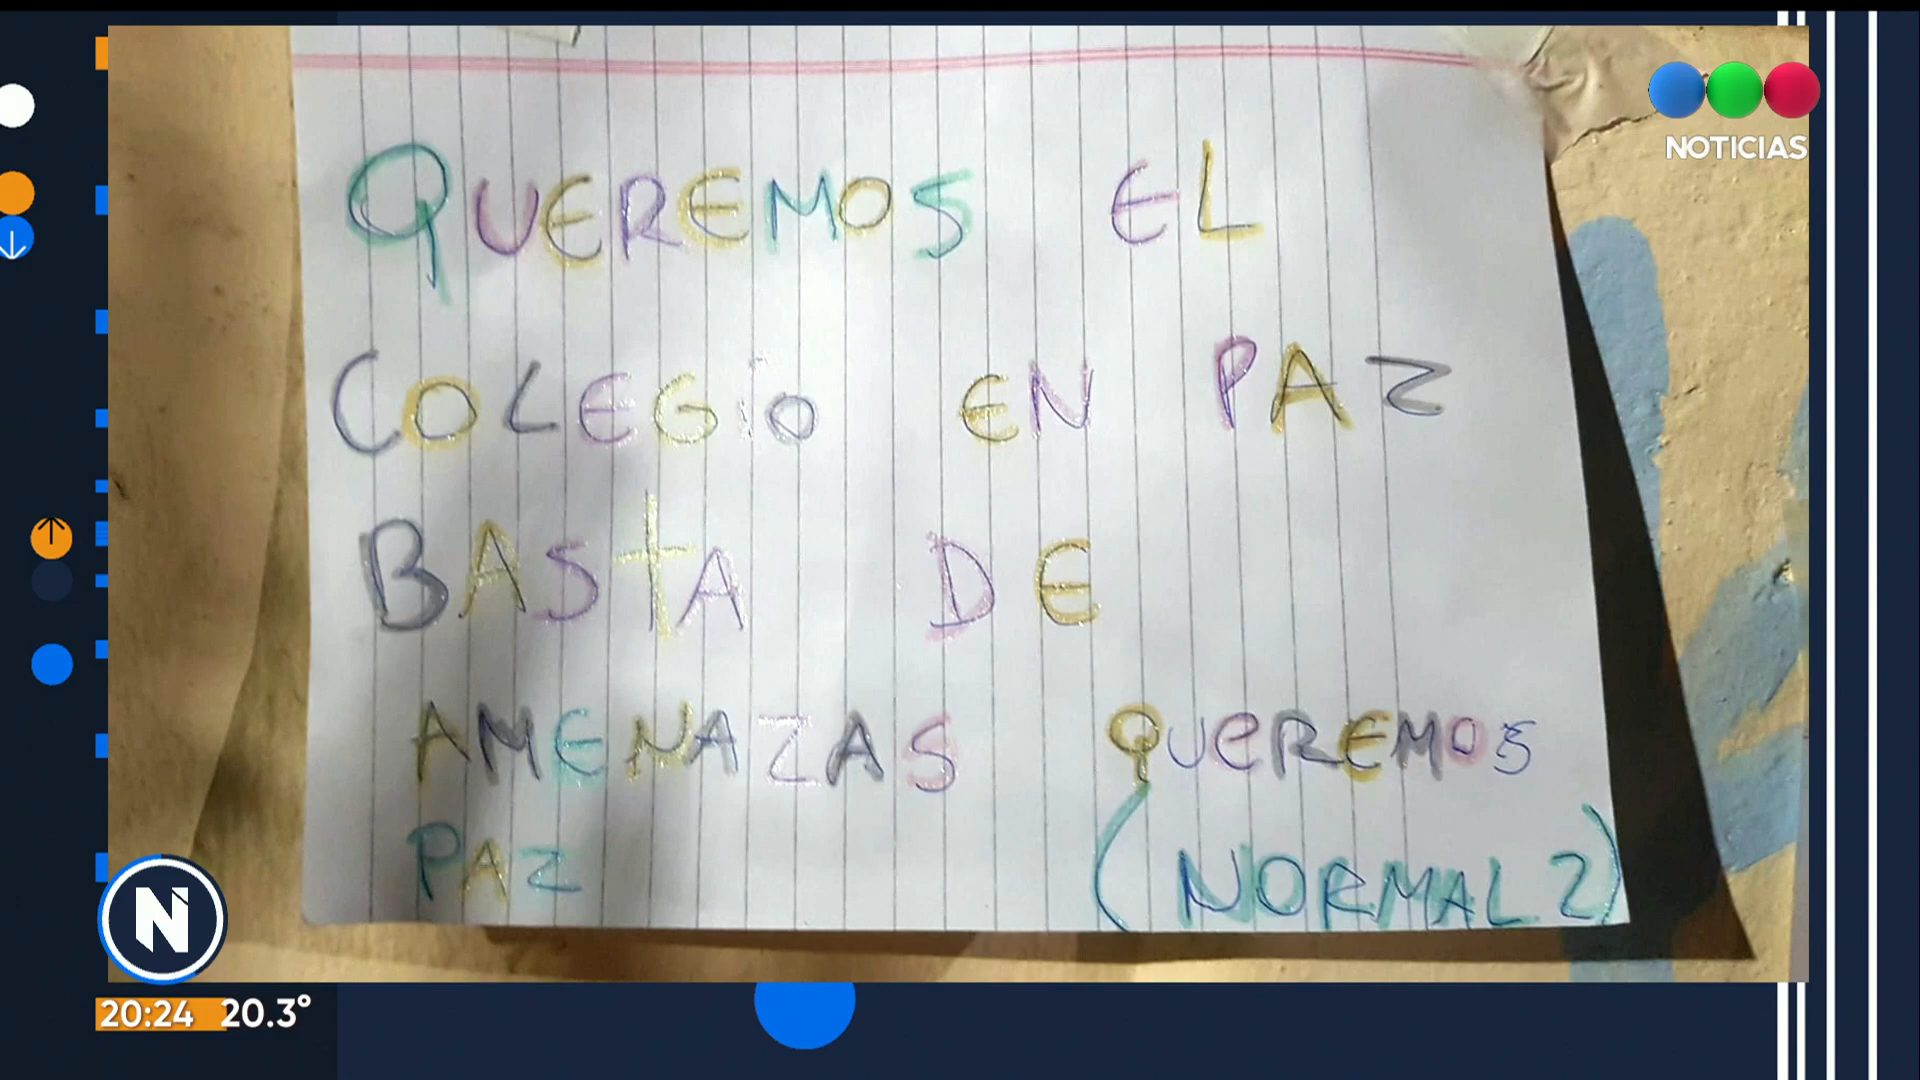 NOTICIAS
QUEREMOS EL
COLEGiO EN PAZ
BAStA DE
AMENAZAS QUeREMOS
PAZ (NORMAL 2)
N
20:24 20.3°